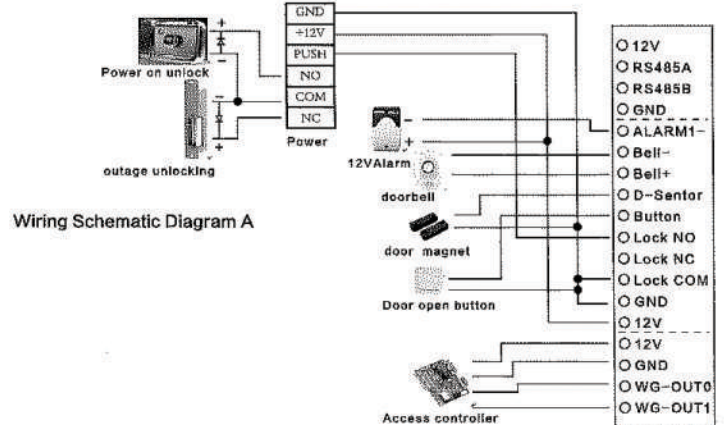 GND
+12V
PUSH
NO
COM
NC
Power
+
−
Power on unlock
−
+
outage unlocking
Wiring Schematic Diagram A
−
+
12VAlarm
doorbell
door magnet
Door open button
Access controller
12V
RS485A
RS485B
GND
ALARM1−
Bell−
Bell+
D-Sentor
Button
Lock NO
Lock NC
Lock COM
GND
12V
12V
GND
WG-OUT0
WG-OUT1